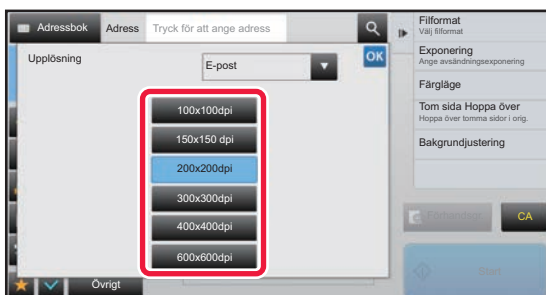 Adressbok
Adress
Tryck för att ange adress
Upplösning
E-post
OK
100x100dpi
150x150 dpi
200x200dpi
300x300dpi
400x400dpi
600x600dpi
Övrigt
Filformat
Välj filformat
Exponering
Ange avsändningsexponering
Färgläge
Tom sida Hoppa över
Hoppa över tomma sidor i orig.
Bakgrundjustering
CA
Start